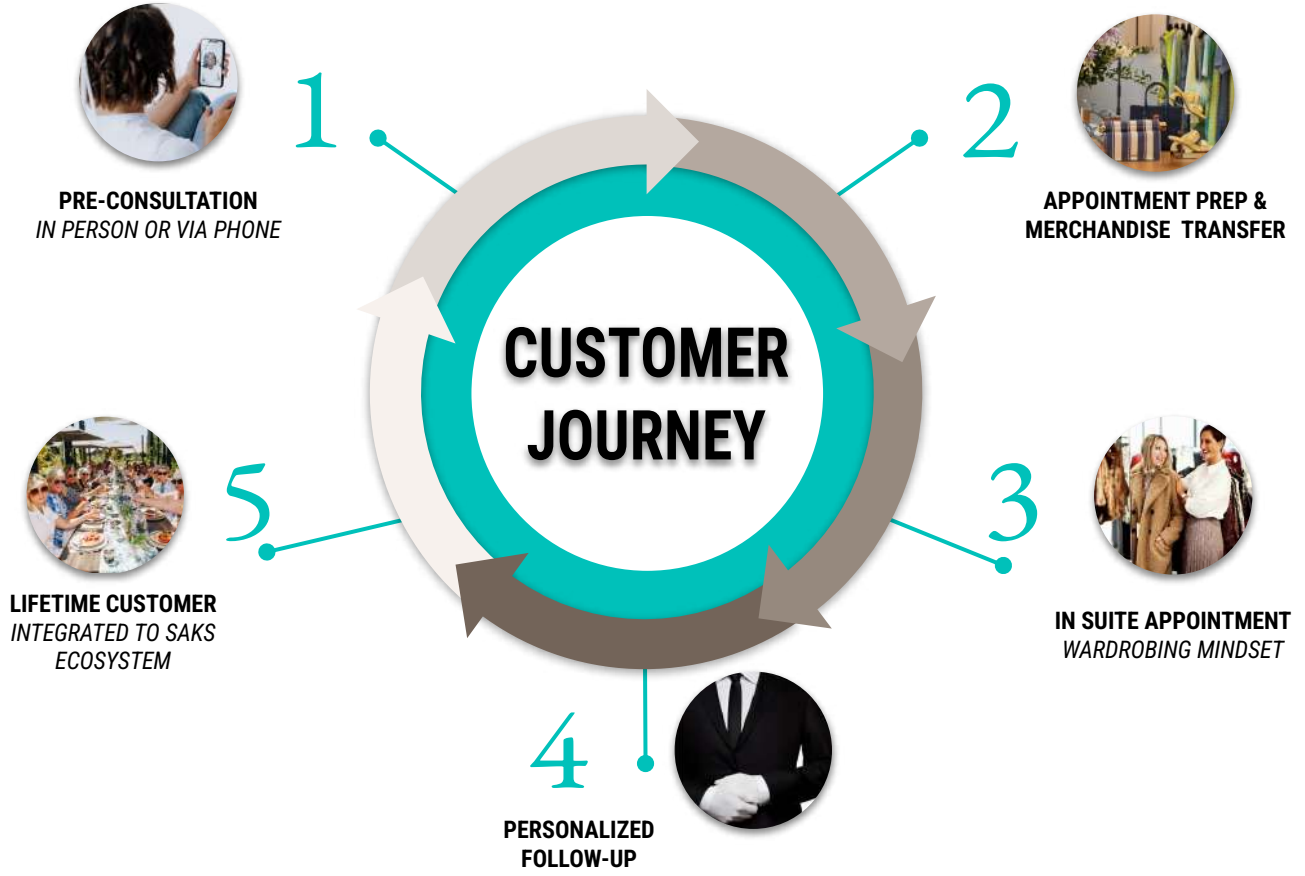 1
PRE-CONSULTATION
IN PERSON OR VIA PHONE
2
APPOINTMENT PREP &
MERCHANDISE TRANSFER
CUSTOMER
JOURNEY
3
IN SUITE APPOINTMENT
WARDROBING MINDSET
4
PERSONALIZED
FOLLOW-UP
5
LIFETIME CUSTOMER
INTEGRATED TO SAKS
ECOSYSTEM